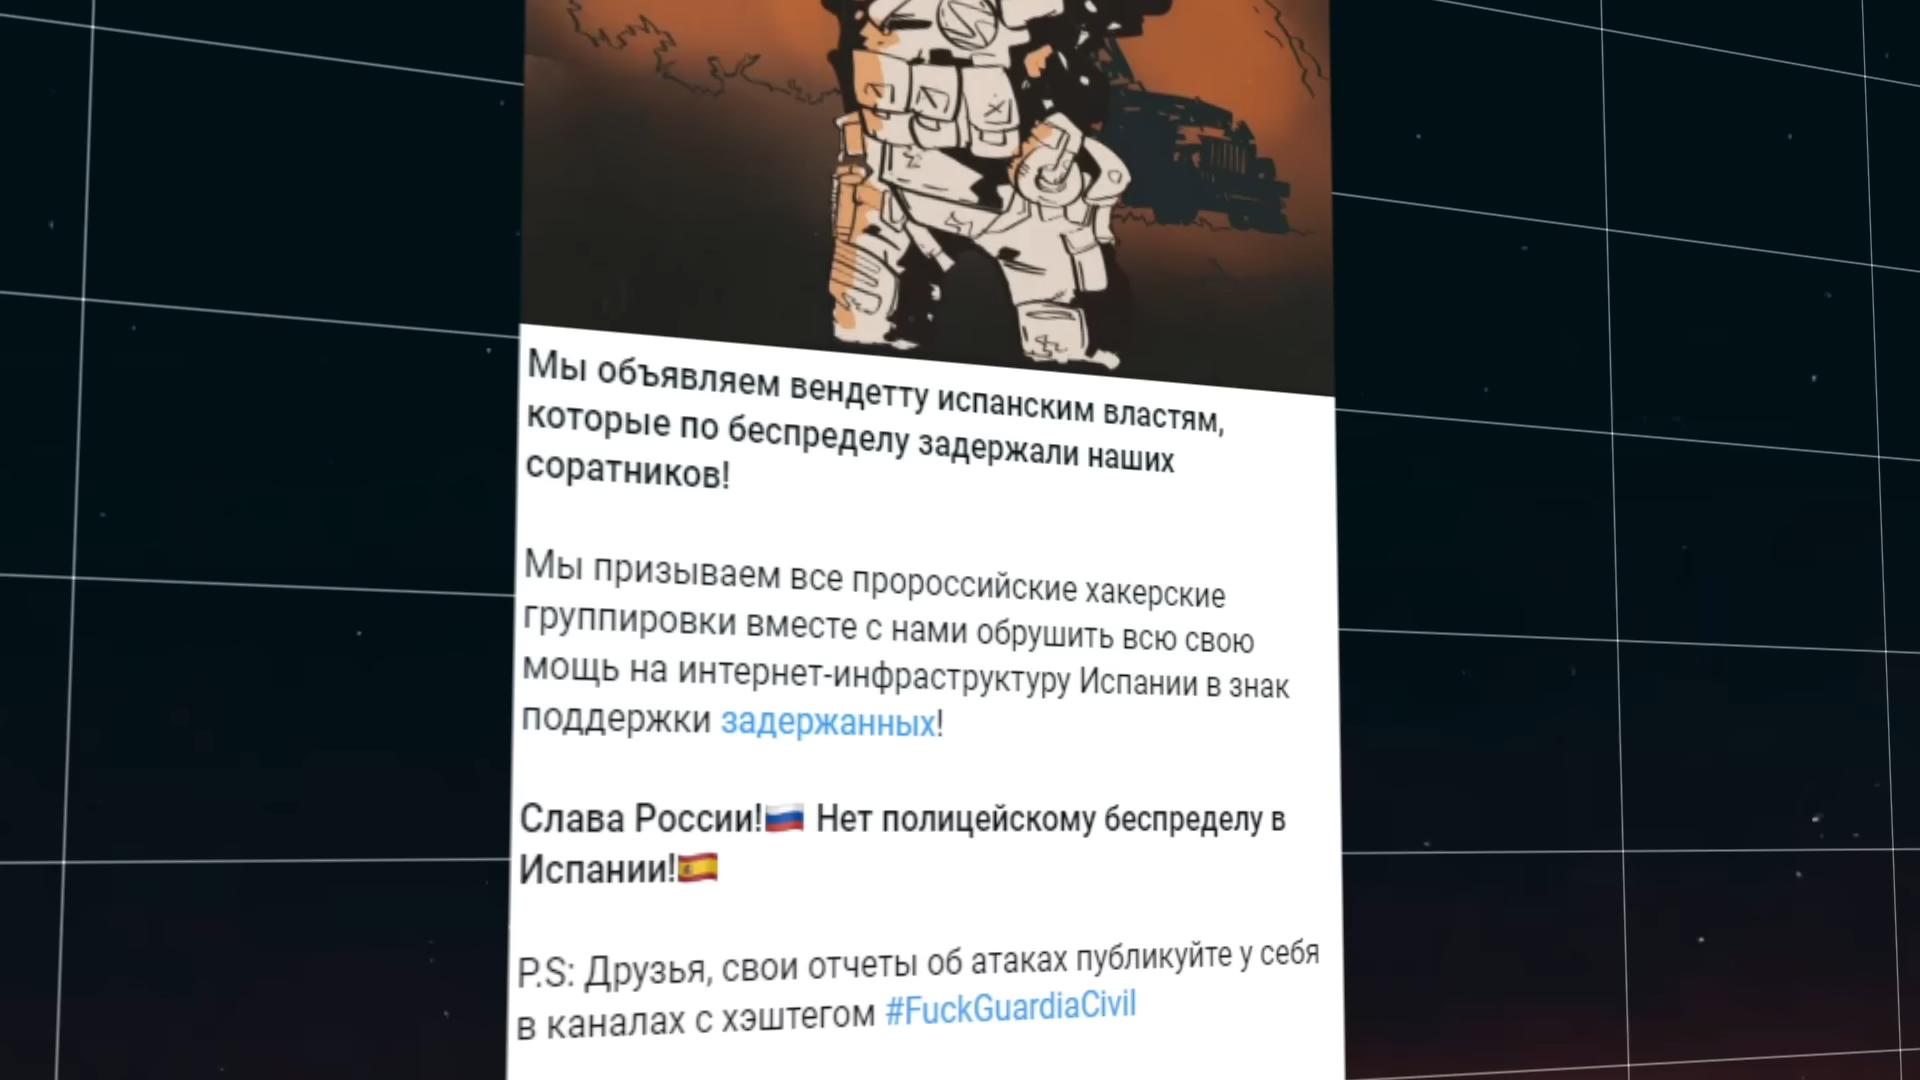 Мы объявляем вендетту испанским властям,
которые по беспределу задержали наших
соратников!
Мы призываем все пророссийские хакерские
группировки вместе с нами обрушить всю свою
мощь на интернет-инфраструктуру Испании в знак
поддержки задержанных!
Слава России!🇷🇺 Нет полицейскому беспределу в
Испании!🇪🇸
P.S: Друзья, свои отчеты об атаках публикуйте у себя
в каналах с хэштегом #FuckGuardiaCivil